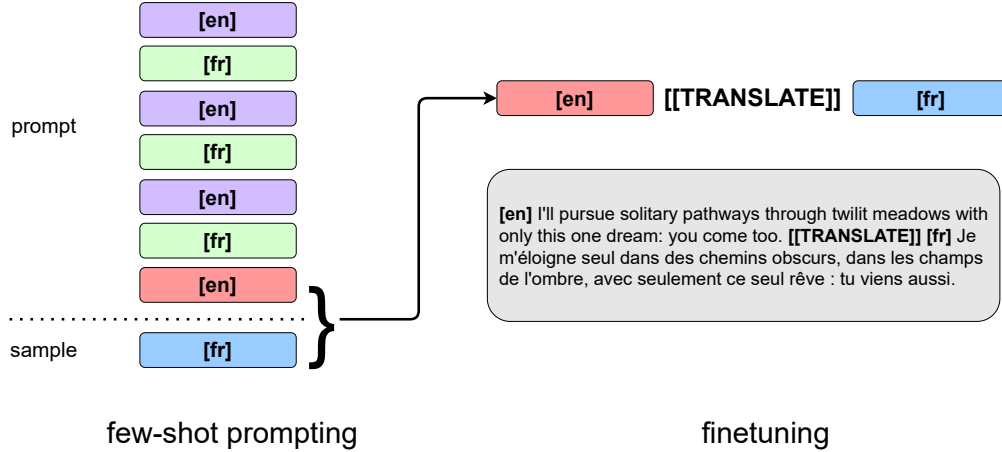 [en]
[fr]
[en]
[fr]
[en]
[fr]
[en]
[fr]
prompt
sample
few-shot prompting
[en] [[TRANSLATE]] [fr]
[en] I'll pursue solitary pathways through twilit meadows with
only this one dream: you come too. [[TRANSLATE]] [fr] Je
m'éloigne seul dans des chemins obscurs, dans les champs
de l'ombre, avec seulement ce seul rêve : tu viens aussi.
finetuning